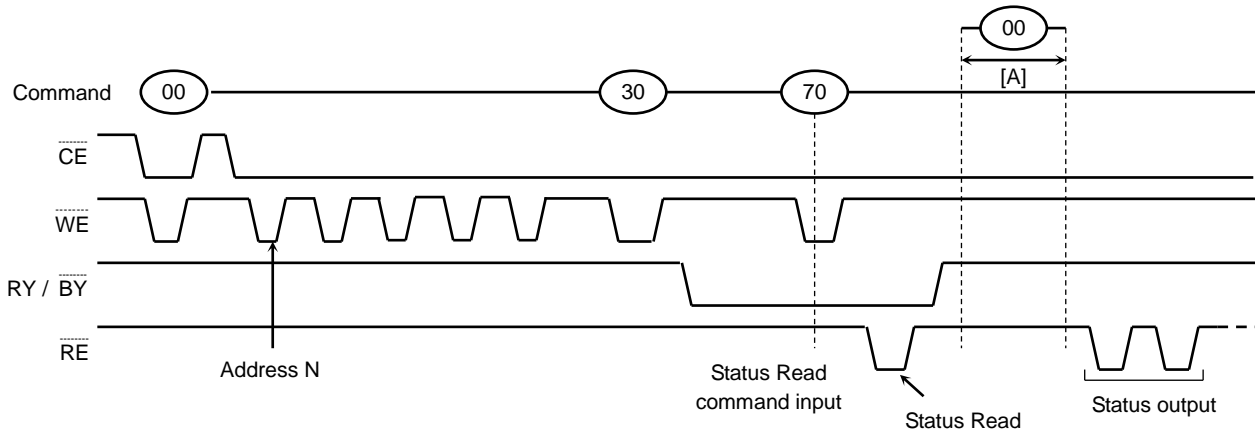 00
[A]
Command
00
30
70
CE
WE
RY / BY
RE
Address N
Status Read
command input
Status Read
Status output